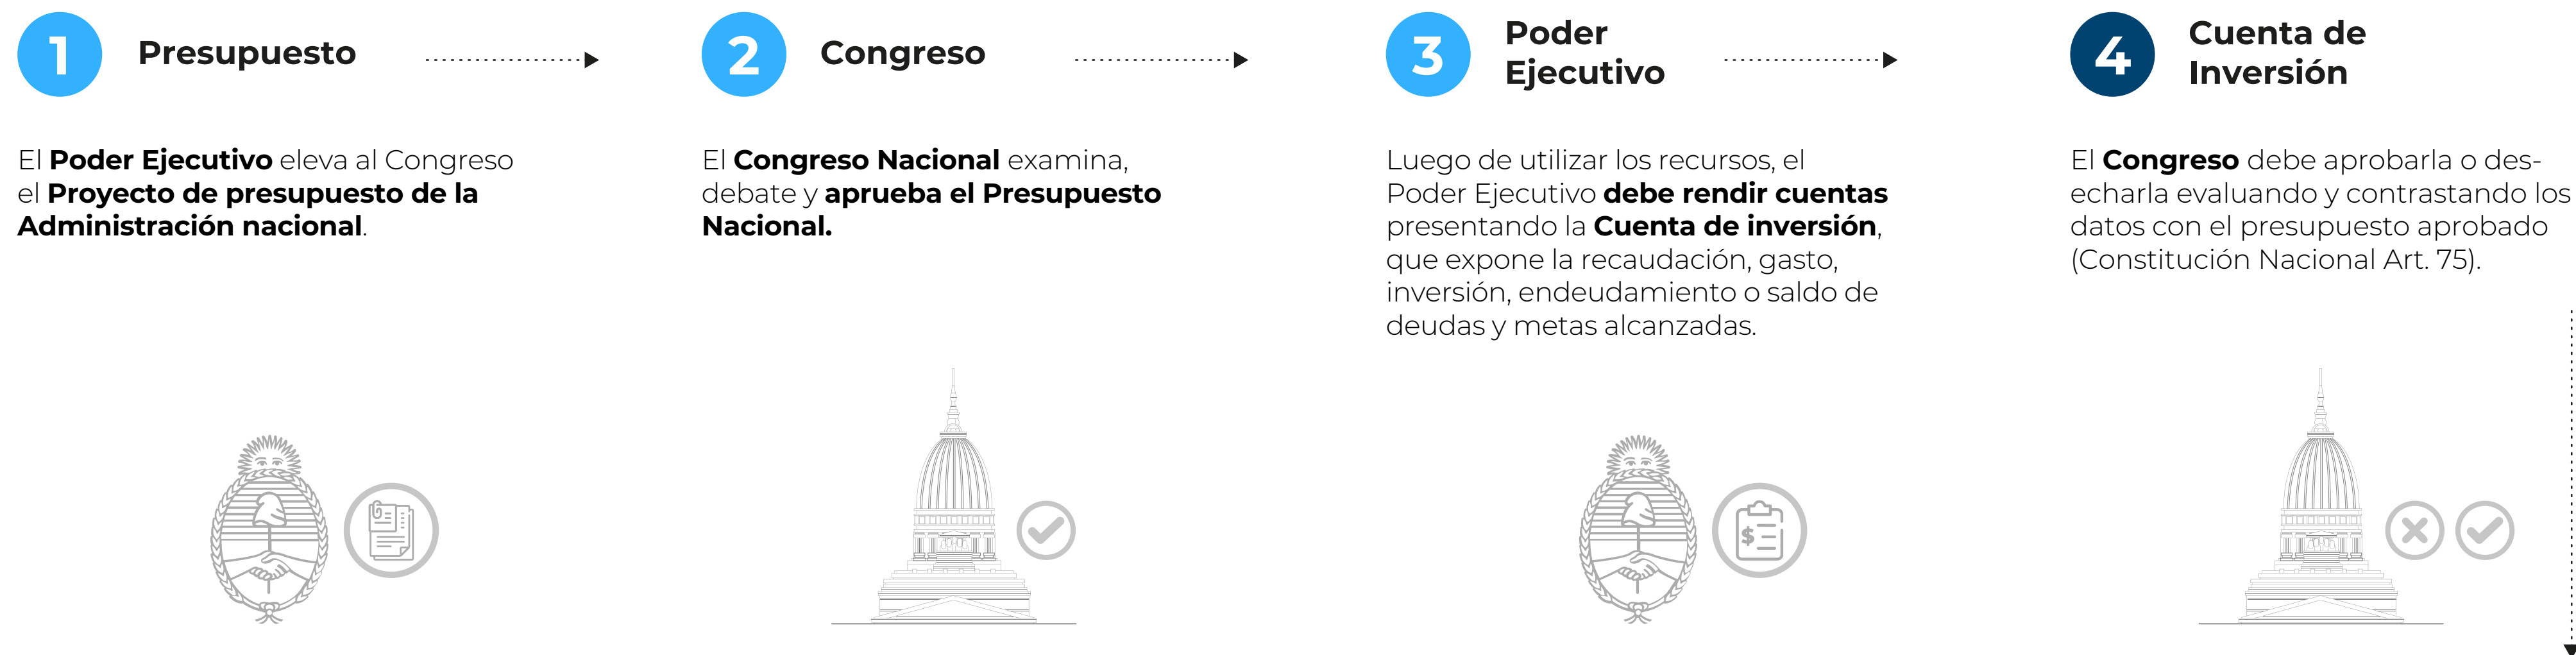 1
Presupuesto
El Poder Ejecutivo eleva al Congreso
el Proyecto de presupuesto de la
Administración nacional.
2
Congreso
El Congreso Nacional examina,
debate y aprueba el Presupuesto
Nacional.
3
Poder
Ejecutivo
Luego de utilizar los recursos, el
Poder Ejecutivo debe rendir cuentas
presentando la Cuenta de inversión,
que expone la recaudación, gasto,
inversión, endeudamiento o saldo de
deudas y metas alcanzadas.
$
4
Cuenta de
Inversión
El Congreso debe aprobarla o des-
echarla evaluando y contrastando los
datos con el presupuesto aprobado
(Constitución Nacional Art. 75).